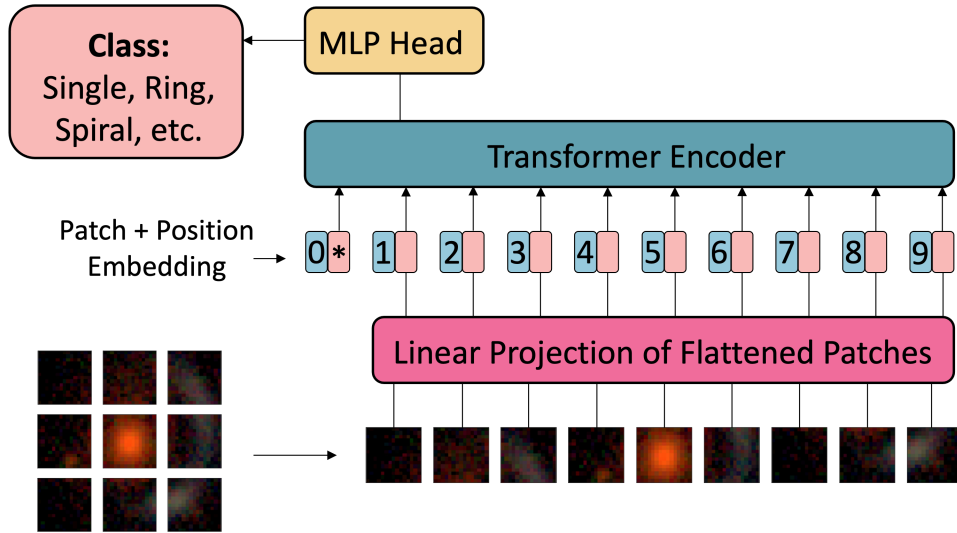 Class:
Single, Ring,
Spiral, etc.
MLP Head
Transformer Encoder
Patch + Position
Embedding
0* 1 2 3 4 5 6 7 8 9
Linear Projection of Flattened Patches